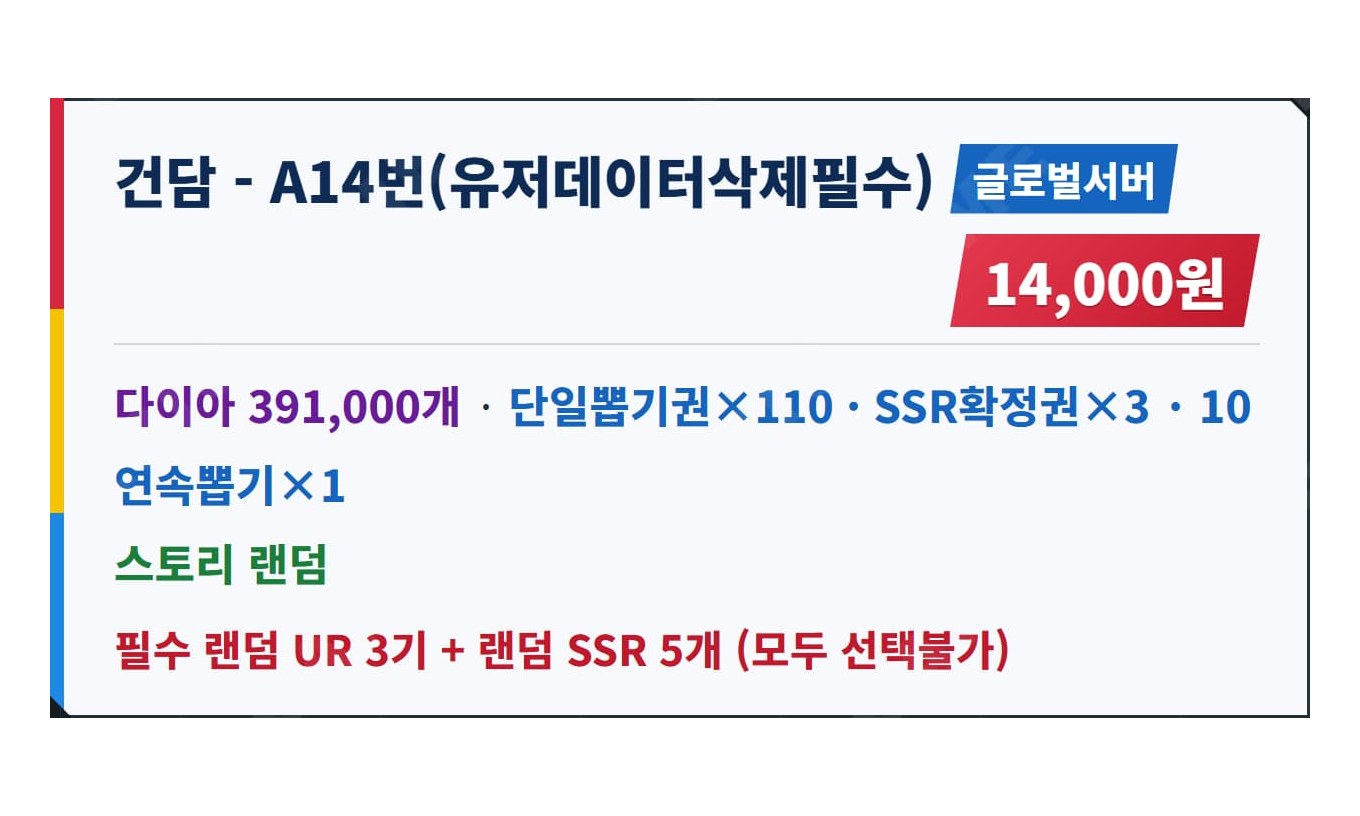 건담 - A14번(유저데이터삭제필수) 글로벌서버
14,000원
다이아 391,000개 · 단일뽑기권×110 · SSR확정권×3 · 10
연속뽑기×1
스토리 랜덤
필수 랜덤 UR 3기 + 랜덤 SSR 5개 (모두 선택불가)